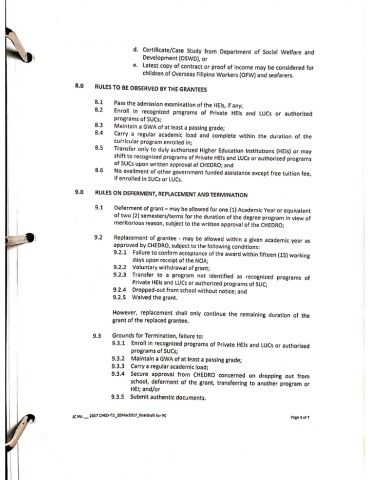 d. Certificate/Case Study from Department of Social Welfare and
Development (DSWD), or
e. Latest copy of contract or proof of income may be considered for
children of Overseas Filipino Workers (OFW) and seafarers.
8.0 RULES TO BE OBSERVED BY THE GRANTEES
8.1 Pass the admission examination of the HEIs, if any;
8.2 Enroll in recognized programs of Private HEIs and LUCs or authorized
programs of SUCs;
8.3 Maintain a GWA of at least a passing grade;
8.4 Carry a regular academic load and complete within the duration of the
curricular program enrolled in;
8.5 Transfer only to duly authorized Higher Education Institutions (HEIs) or may
shift to recognized programs of Private HEIs and LUCs or authorized programs
of SUCs upon written approval of CHEDRO; and
8.6 No availment of other government funded assistance except free tuition fee,
if enrolled in SUCs or LUCs.
9.0 RULES ON DEFERMENT, REPLACEMENT AND TERMINATION
9.1 Deferment of grant – may be allowed for one (1) Academic Year or equivalent
of two (2) semesters/terms for the duration of the degree program in view of
meritorious reason, subject to the written approval of the CHEDRO;
9.2 Replacement of grantee - may be allowed within a given academic year as
approved by CHEDRO, subject to the following conditions:
9.2.1 Failure to confirm acceptance of the award within fifteen (15) working
days upon receipt of the NOA;
9.2.2 Voluntary withdrawal of grant;
9.2.3 Transfer to a program not identified as recognized programs of
Private HEIs and LUCs or authorized programs of SUC;
9.2.4 Dropped-out from school without notice; and
9.2.5 Waived the grant.
However, replacement shall only continue the remaining duration of the
grant of the replaced grantee.
9.3 Grounds for Termination, failure to:
9.3.1 Enroll in recognized programs of Private HEIs and LUCs or authorized
programs of SUCs;
9.3.2 Maintain a GWA of at least a passing grade;
9.3.3 Carry a regular academic load;
9.3.4 Secure approval from CHEDRO concerned on dropping out from
school, deferment of the grant, transferring to another program or
HEI; and/or
9.3.5 Submit authentic documents.
JC No. __ 2017 CHED-TD_30Mar2017_finaldraft for PC Page 5 of 7